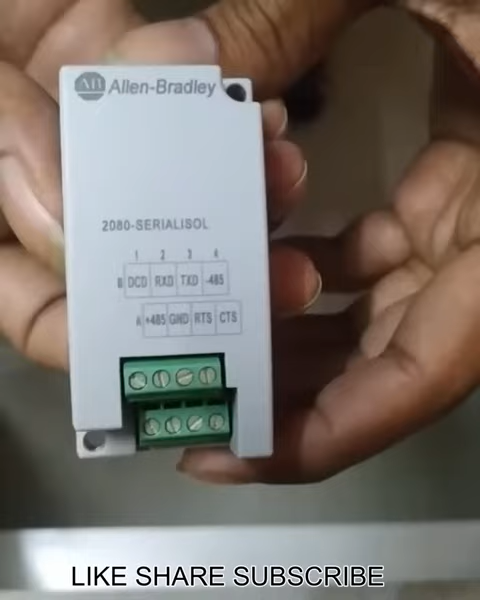 AB Allen-Bradley
2080-SERIALISOL
1 2 3 4
B DCD RXD TXD -485
A +485 GND RTS CTS
LIKE SHARE SUBSCRIBE